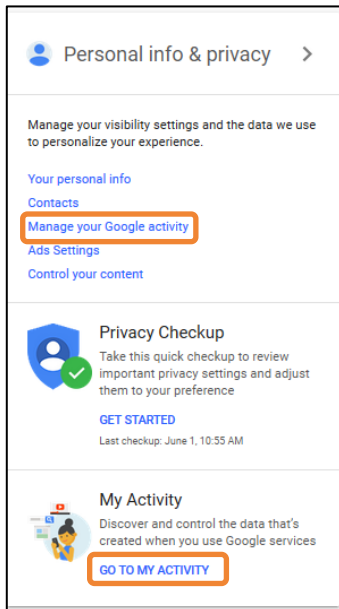 Personal info & privacy
Manage your visibility settings and the data we use
to personalize your experience.
Your personal info
Contacts
Manage your Google activity
Ads Settings
Control your content
Privacy Checkup
Take this quick checkup to review
important privacy settings and adjust
them to your preference
GET STARTED
Last checkup: June 1, 10:55 AM
My Activity
Discover and control the data that's
created when you use Google services
GO TO MY ACTIVITY